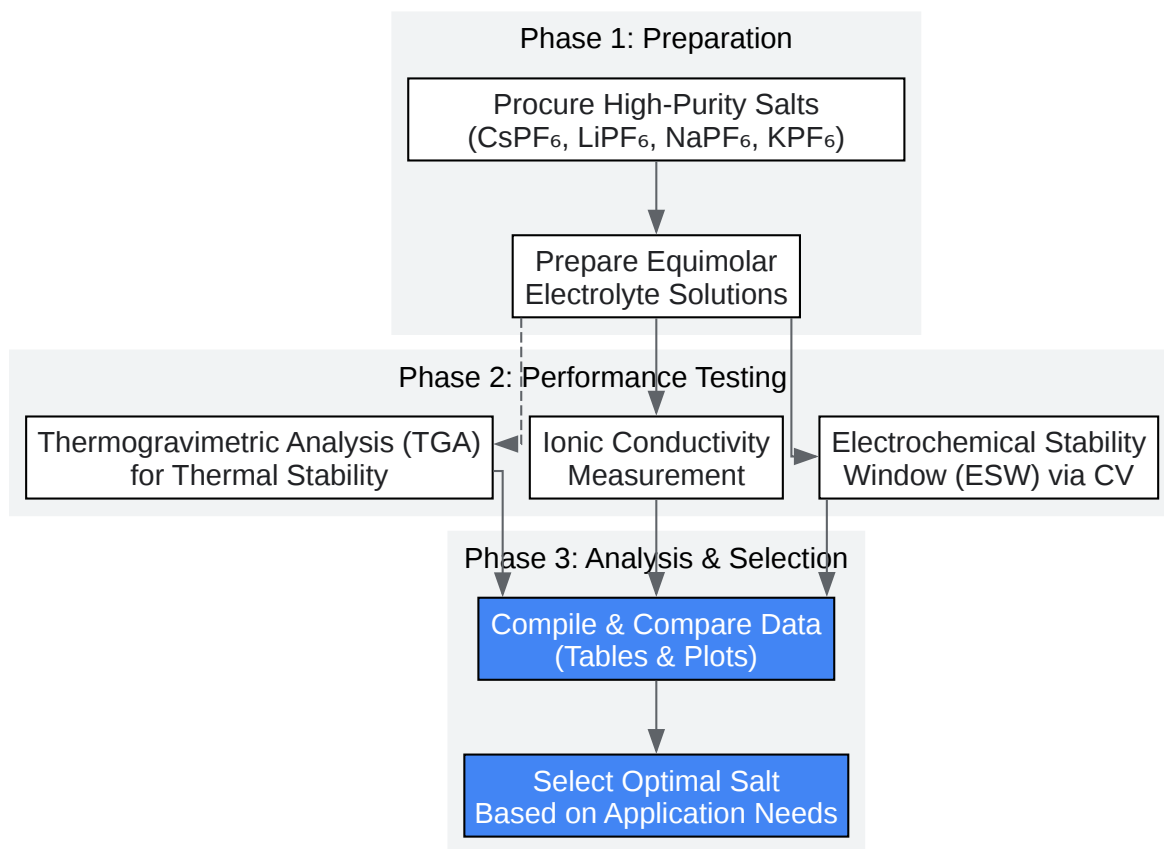 Phase 1: Preparation
Procure High-Purity Salts
(CsPF₆, LiPF₆, NaPF₆, KPF₆)
Prepare Equimolar
Electrolyte Solutions
Phase 2: Performance Testing
Thermogravimetric Analysis (TGA)
for Thermal Stability
Ionic Conductivity
Measurement
Electrochemical Stability
Window (ESW) via CV
Phase 3: Analysis & Selection
Compile & Compare Data
(Tables & Plots)
Select Optimal Salt
Based on Application Needs